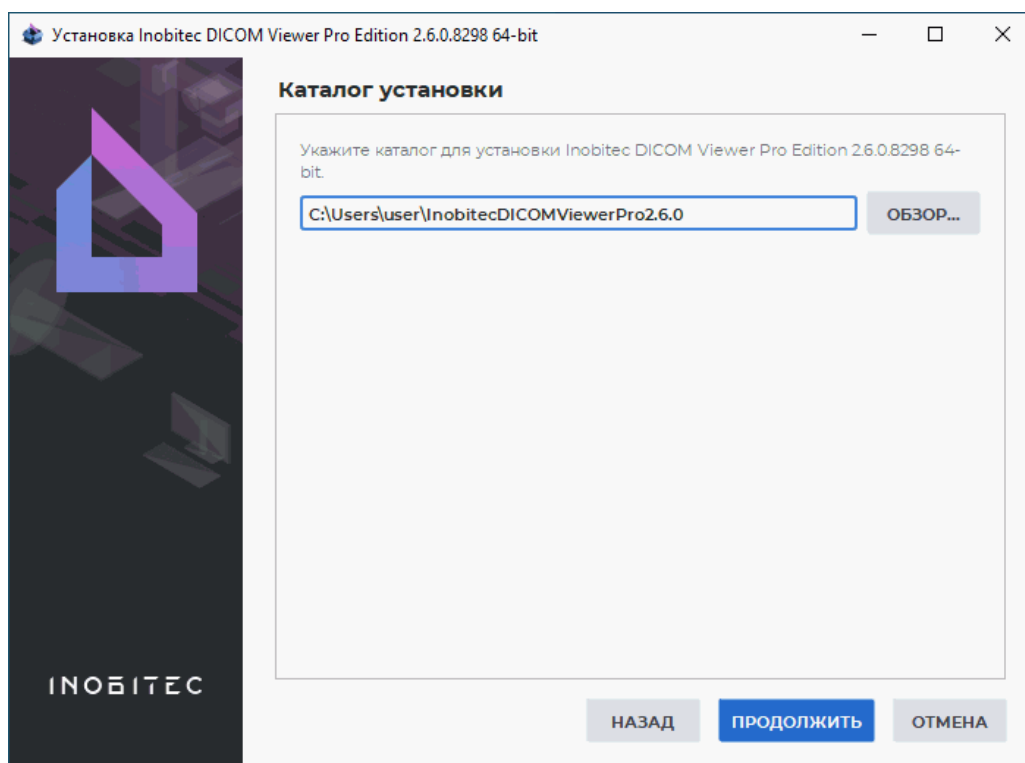 Установка Inobitec DICOM Viewer Pro Edition 2.6.0.8298 64-bit
Каталог установки
Укажите каталог для установки Inobitec DICOM Viewer Pro Edition 2.6.0.8298 64-
bit.
C:\Users\user\InobitecDICOMViewerPro2.6.0
ОБЗОР...
INOBITEC
НАЗАД
ПРОДОЛЖИТЬ
ОТМЕНА